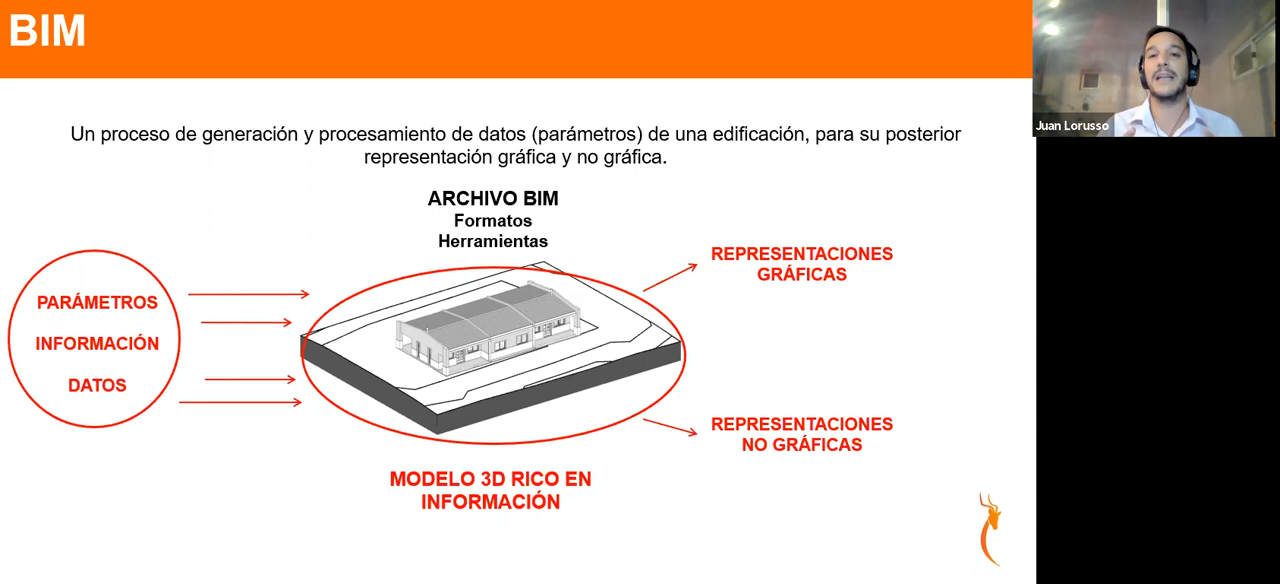 BIM
Juan Lorusso
Un proceso de generación y procesamiento de datos (parámetros) de una edificación, para su posterior
representación gráfica y no gráfica.
ARCHIVO BIM
Formatos
Herramientas
PARÁMETROS
INFORMACIÓN
DATOS
REPRESENTACIONES
GRÁFICAS
REPRESENTACIONES
NO GRÁFICAS
MODELO 3D RICO EN
INFORMACIÓN